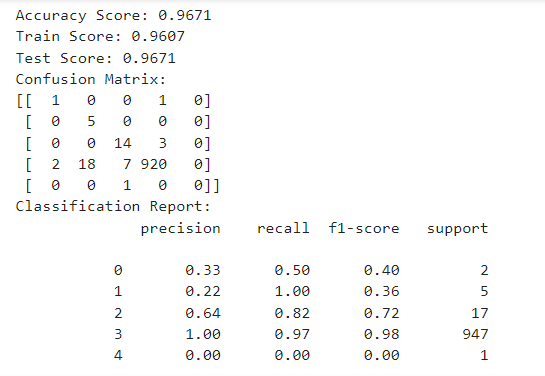 Accuracy Score: 0.9671
Train Score: 0.9607
Test Score: 0.9671
Confusion Matrix:
[[  1   0   0   1   0]
 [  0   5   0   0   0]
 [  0   0  14   3   0]
 [  2  18   7 920   0]
 [  0   0   1   0   0]]
Classification Report:
              precision    recall  f1-score   support
           0       0.33      0.50      0.40         2
           1       0.22      1.00      0.36         5
           2       0.64      0.82      0.72        17
           3       1.00      0.97      0.98       947
           4       0.00      0.00      0.00         1